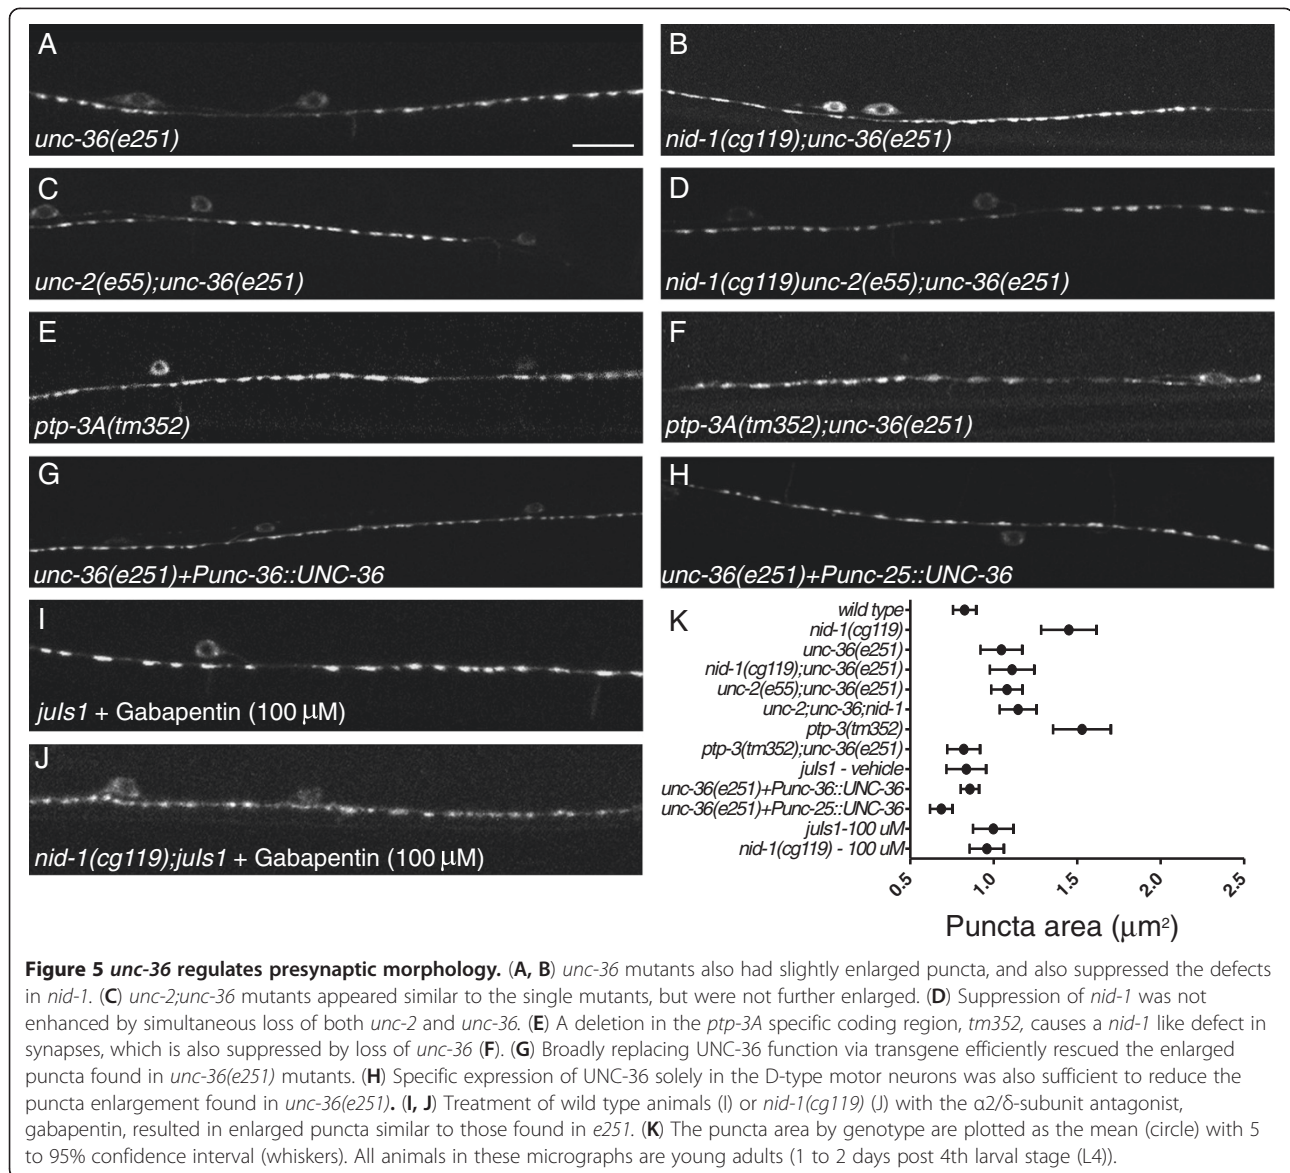 A
unc-36(e251)
B
nid-1(cg119);unc-36(e251)
C
unc-2(e55);unc-36(e251)
D
nid-1(cg119)unc-2(e55);unc-36(e251)
E
ptp-3A(tm352)
F
ptp-3A(tm352);unc-36(e251)
G
unc-36(e251)+Punc-36::UNC-36
H
unc-36(e251)+Punc-25::UNC-36
I
juIs1 + Gabapentin (100 μM)
J
nid-1(cg119);juIs1 + Gabapentin (100 μM)
K
wild type
nid-1(cg119)
unc-36(e251)
nid-1(cg119);unc-36(e251)
unc-2(e55);unc-36(e251)
unc-2;unc-36;nid-1
ptp-3(tm352)
ptp-3(tm352);unc-36(e251)
juIs1 - vehicle
unc-36(e251)+Punc-36::UNC-36
unc-36(e251)+Punc-25::UNC-36
juIs1-100 uM
nid-1(cg119) - 100 uM
0.5 1.0 1.5 2.0 2.5
Puncta area (μm²)
Figure 5 unc-36 regulates presynaptic morphology. (A, B) unc-36 mutants also had slightly enlarged puncta, and also suppressed the defects
in nid-1. (C) unc-2;unc-36 mutants appeared similar to the single mutants, but were not further enlarged. (D) Suppression of nid-1 was not
enhanced by simultaneous loss of both unc-2 and unc-36. (E) A deletion in the ptp-3A specific coding region, tm352, causes a nid-1 like defect in
synapses, which is also suppressed by loss of unc-36 (F). (G) Broadly replacing UNC-36 function via transgene efficiently rescued the enlarged
puncta found in unc-36(e251) mutants. (H) Specific expression of UNC-36 solely in the D-type motor neurons was also sufficient to reduce the
puncta enlargement found in unc-36(e251). (I, J) Treatment of wild type animals (I) or nid-1(cg119) (J) with the α2/δ-subunit antagonist,
gabapentin, resulted in enlarged puncta similar to those found in e251. (K) The puncta area by genotype are plotted as the mean (circle) with 5
to 95% confidence interval (whiskers). All animals in these micrographs are young adults (1 to 2 days post 4th larval stage (L4)).